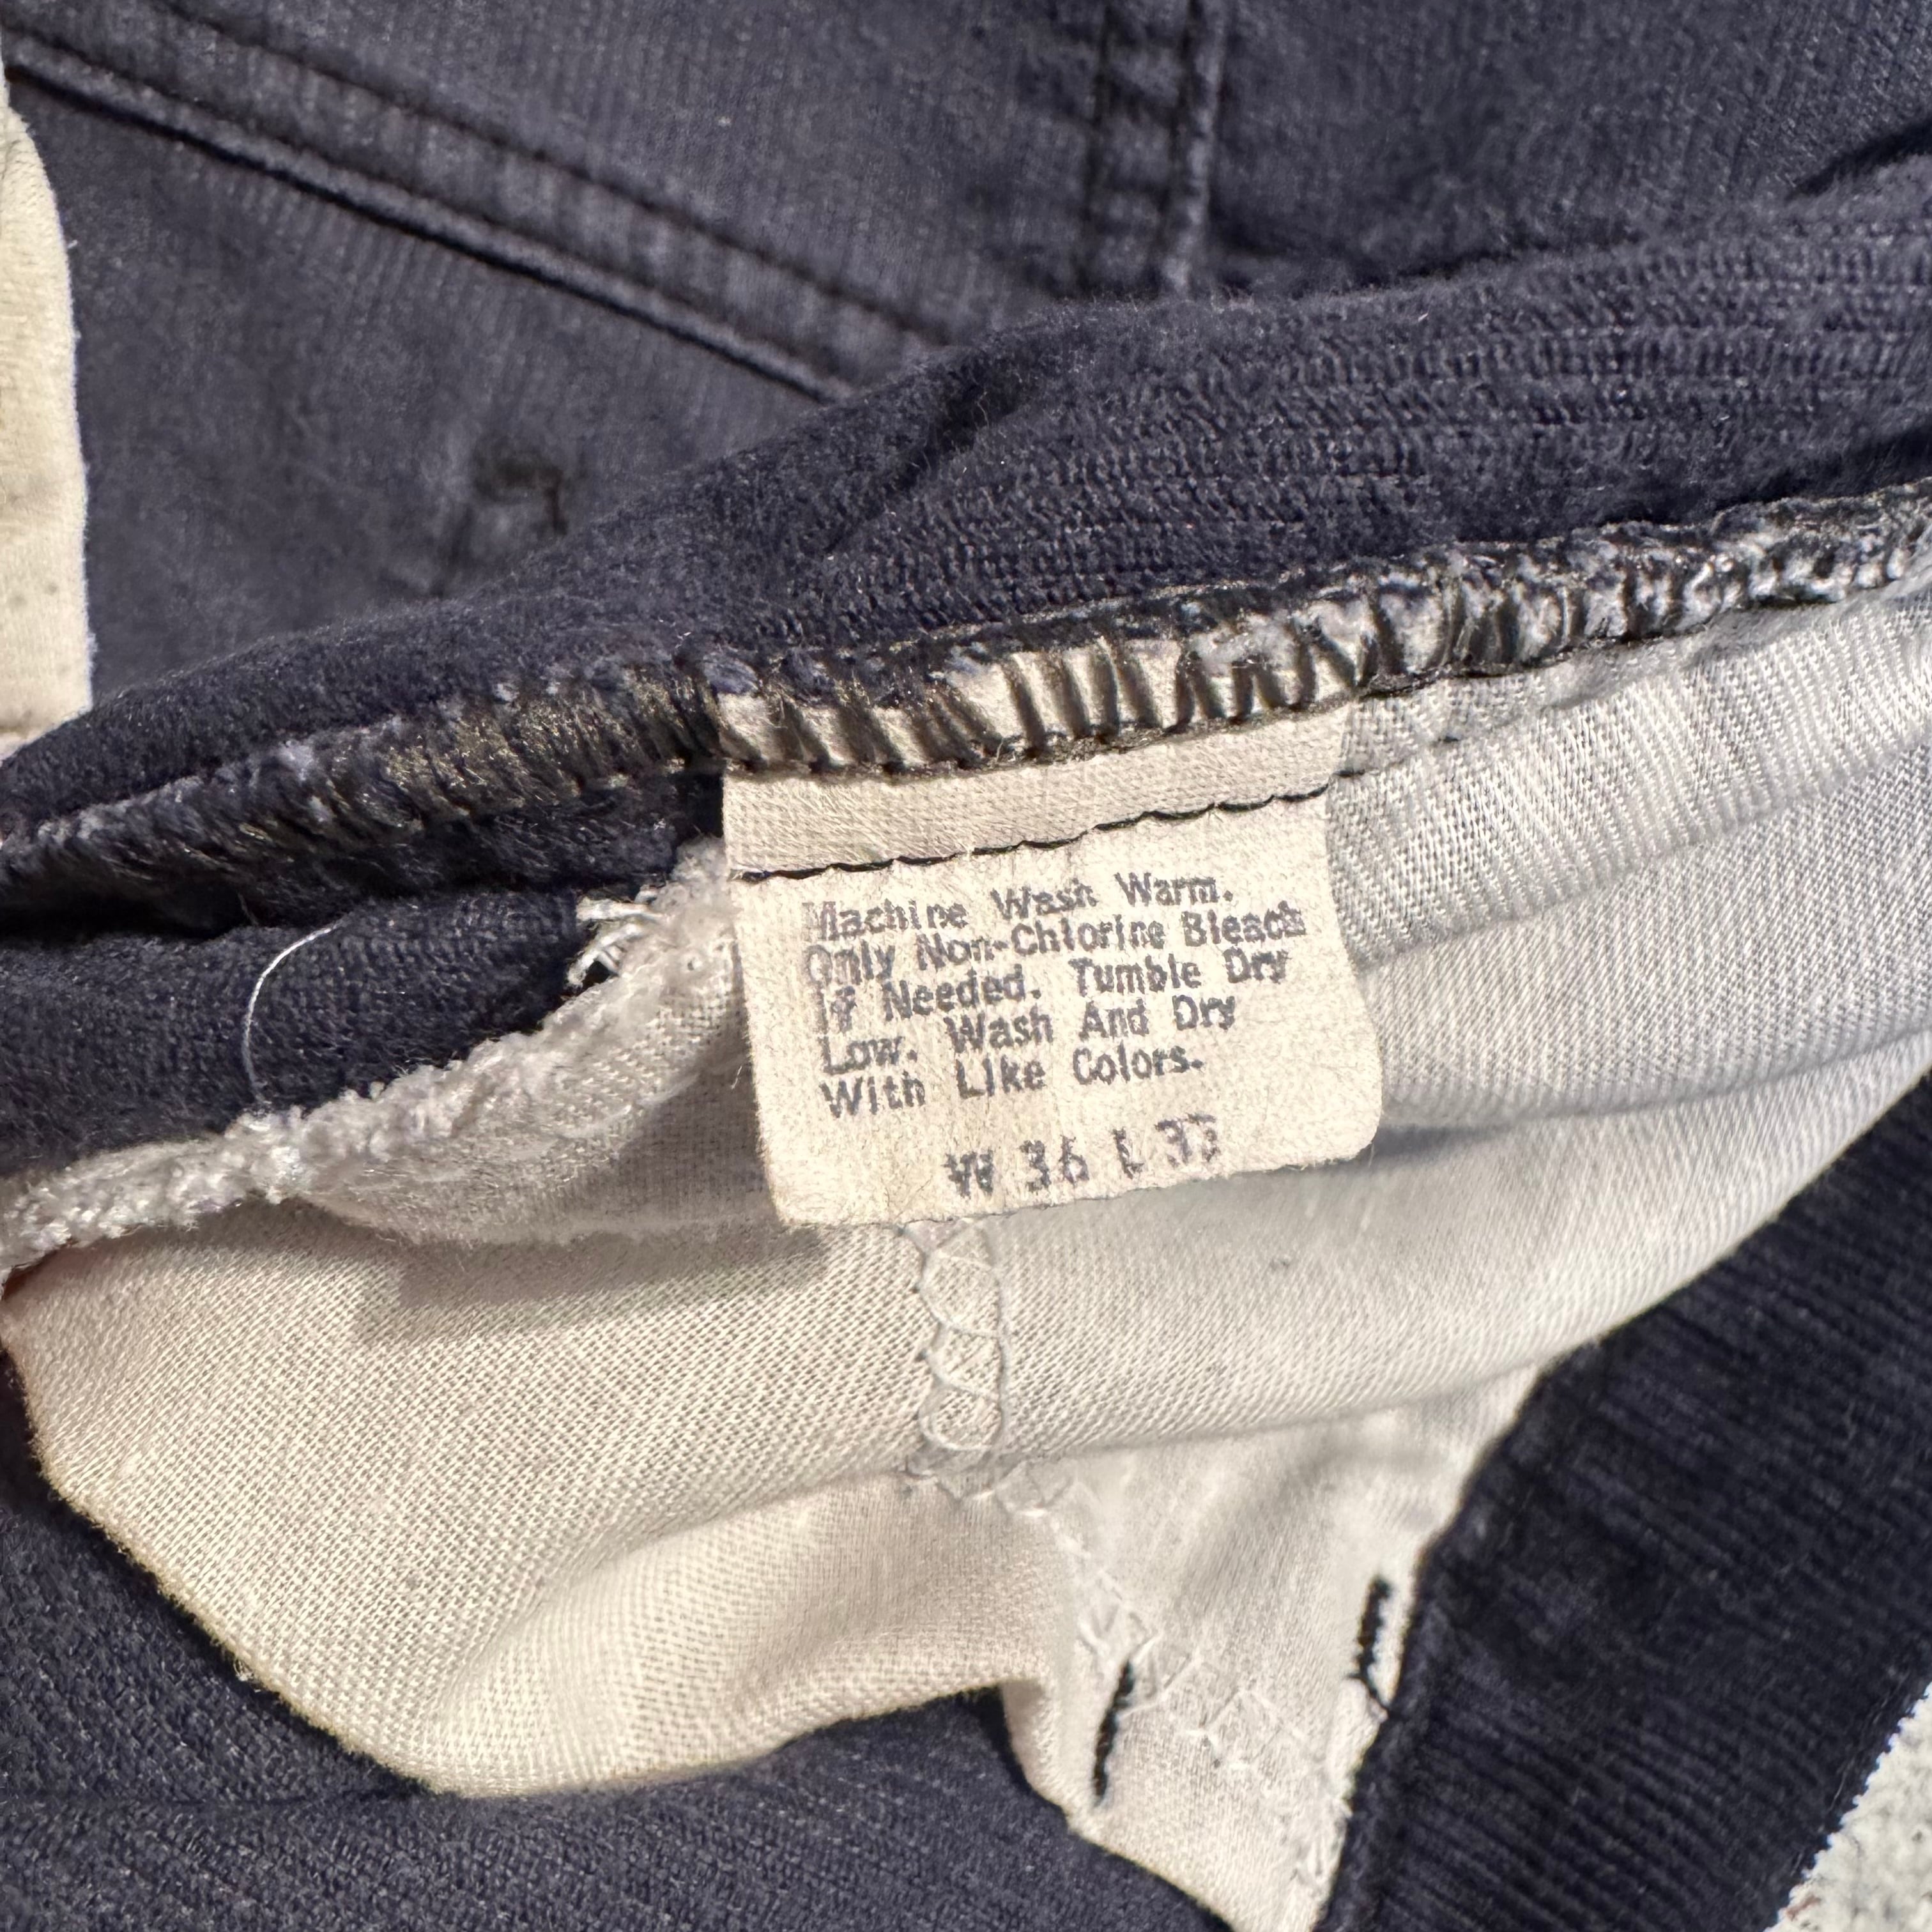 Machine Wash Warm.
Only Non-Chlorine Bleach
If Needed. Tumble Dry
Low. Wash And Dry
With Like Colors.
W 36 L 33